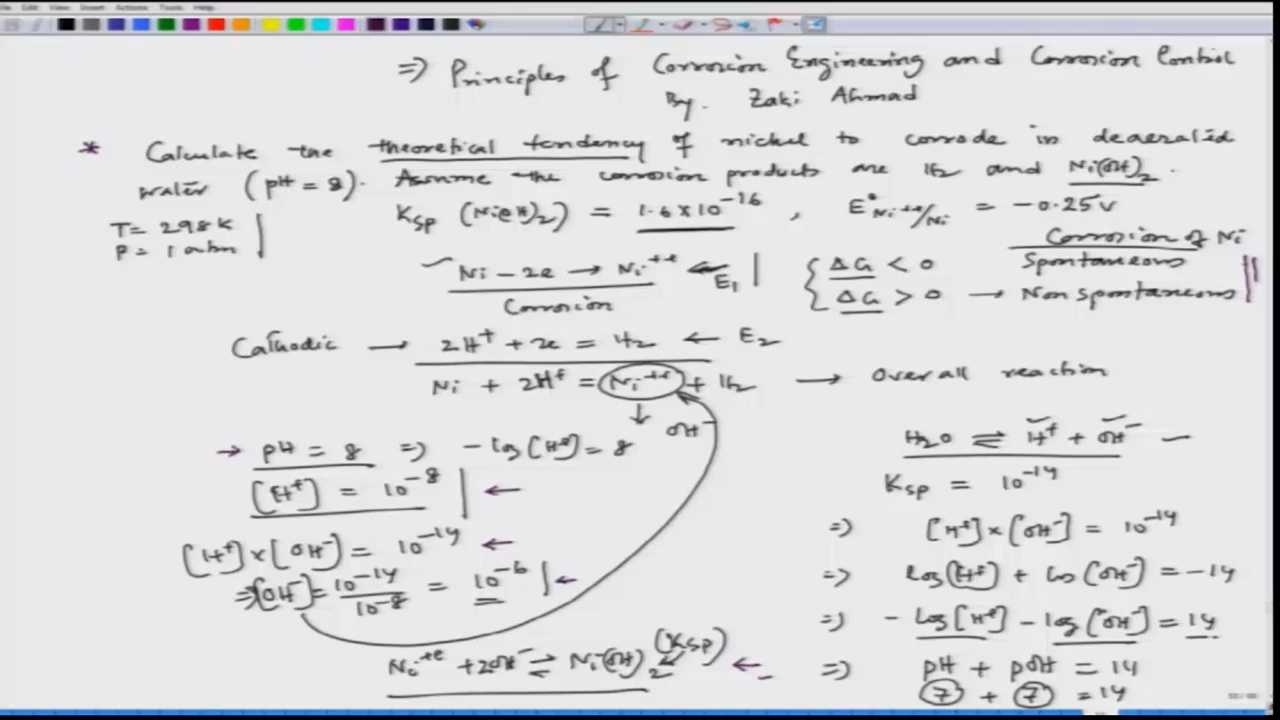 File Edit View Insert Actions Tools Help
⇒ Principles of Corrosion Engineering and Corrosion Control
By. Zaki Ahmad
* Calculate the theoretical tendency of nickel to corrode in deaerated
water (pH = 8). Assume the corrosion products are H2 and Ni(OH)2.
Ksp (Ni(OH)2) = 1.6 × 10^-16 , E°Ni++/Ni = -0.25 V
T = 298 K
P = 1 atm
Corrosion of Ni
Ni - 2e → Ni++ ← E1
Corrosion
ΔG < 0 Spontaneous
ΔG > 0 → Non spontaneous
Cathodic → 2H+ + 2e = H2 ← E2
Ni + 2H+ = Ni++ + H2 → Overall reaction
↓ OH-
→ pH = 8 ⇒ - log[H+] = 8
[H+] = 10^-8 ←
[H+] × [OH-] = 10^-14 ←
⇒ [OH-] = 10^-14 / 10^-8 = 10^-6 ←
Ni++ + 2OH- ⇌ Ni(OH)2 (Ksp) ←
H2O ⇌ H+ + OH-
Ksp = 10^-14
⇒ [H+] × [OH-] = 10^-14
⇒ log[H+] + log[OH-] = -14
⇒ - log[H+] - log[OH-] = 14
⇒ pH + pOH = 14
7 + 7 = 14